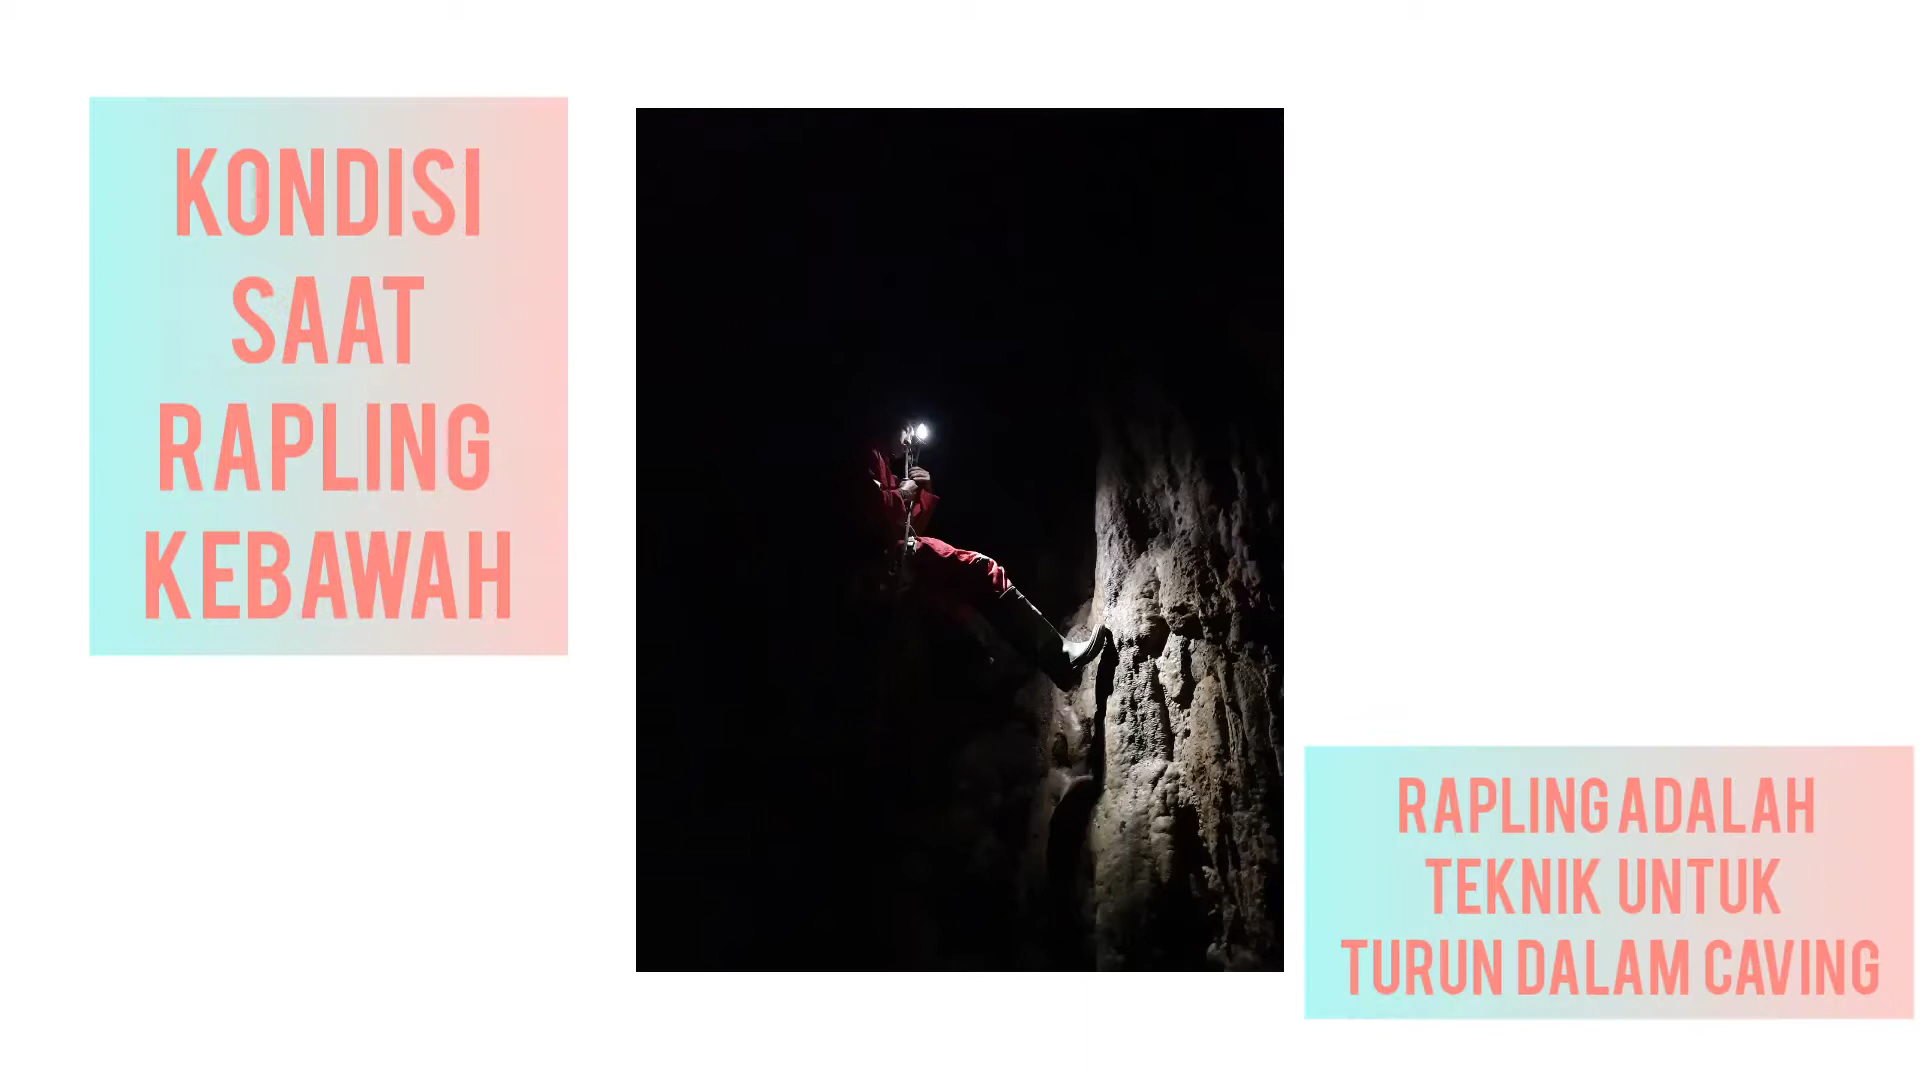 KONDISI
SAAT
RAPLING
KEBAWAH
RAPLING ADALAH
TEKNIK UNTUK
TURUN DALAM CAVING